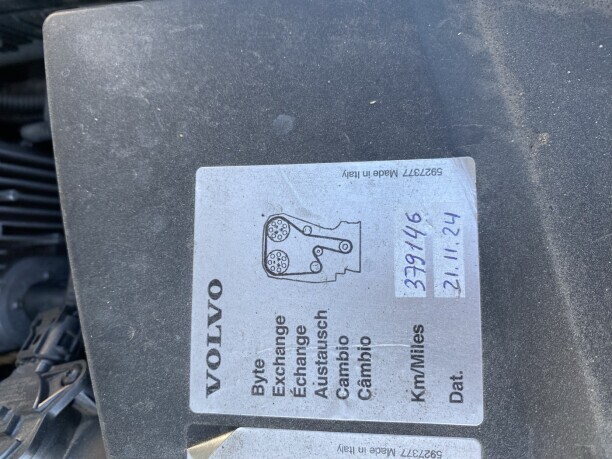 VOLVO
Byte
Exchange
Échange
Austausch
Cambio
Câmbio
Km/Miles 379146
Dat. 21.11.24
5927377 Made in Italy
5927377 Made in Italy